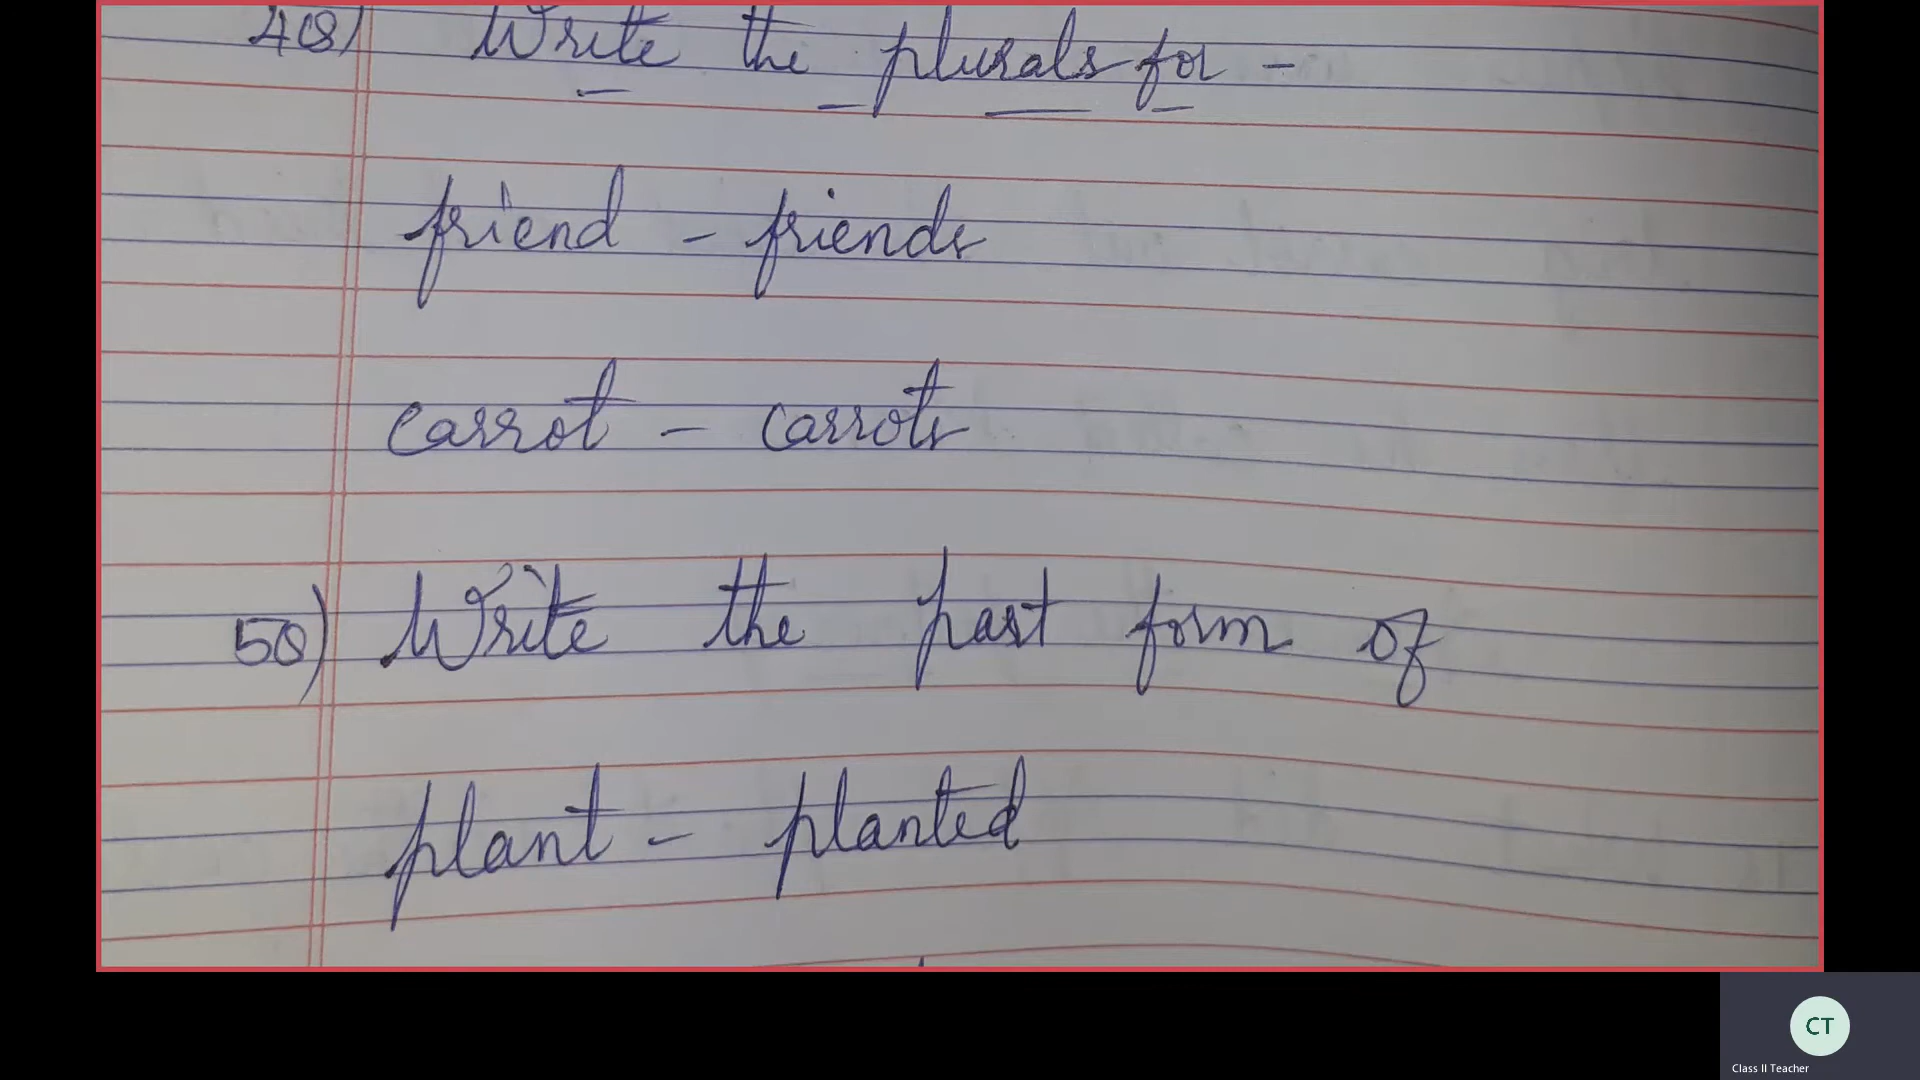 4Q) Write the plurals for -
friend - friends
carrot - carrots
5Q) Write the past form of
plant - planted
CT
Class II Teacher